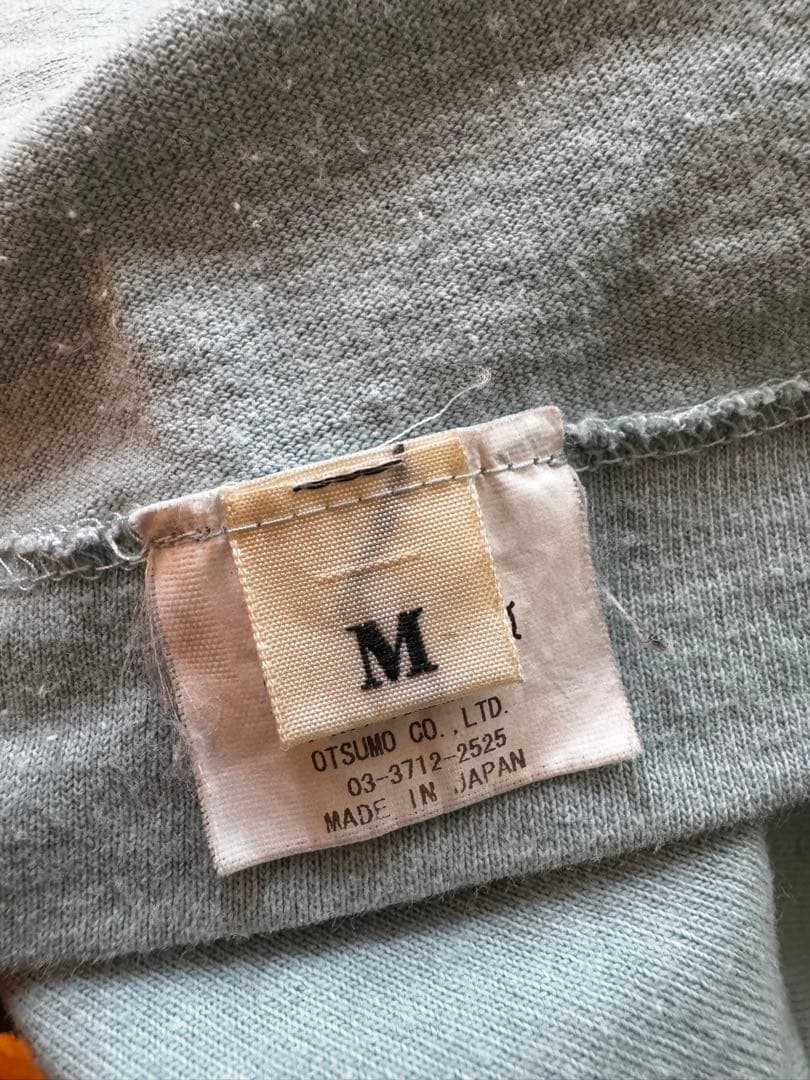 M
OTSUMO CO.,LTD.
03-3712-2525
MADE IN JAPAN